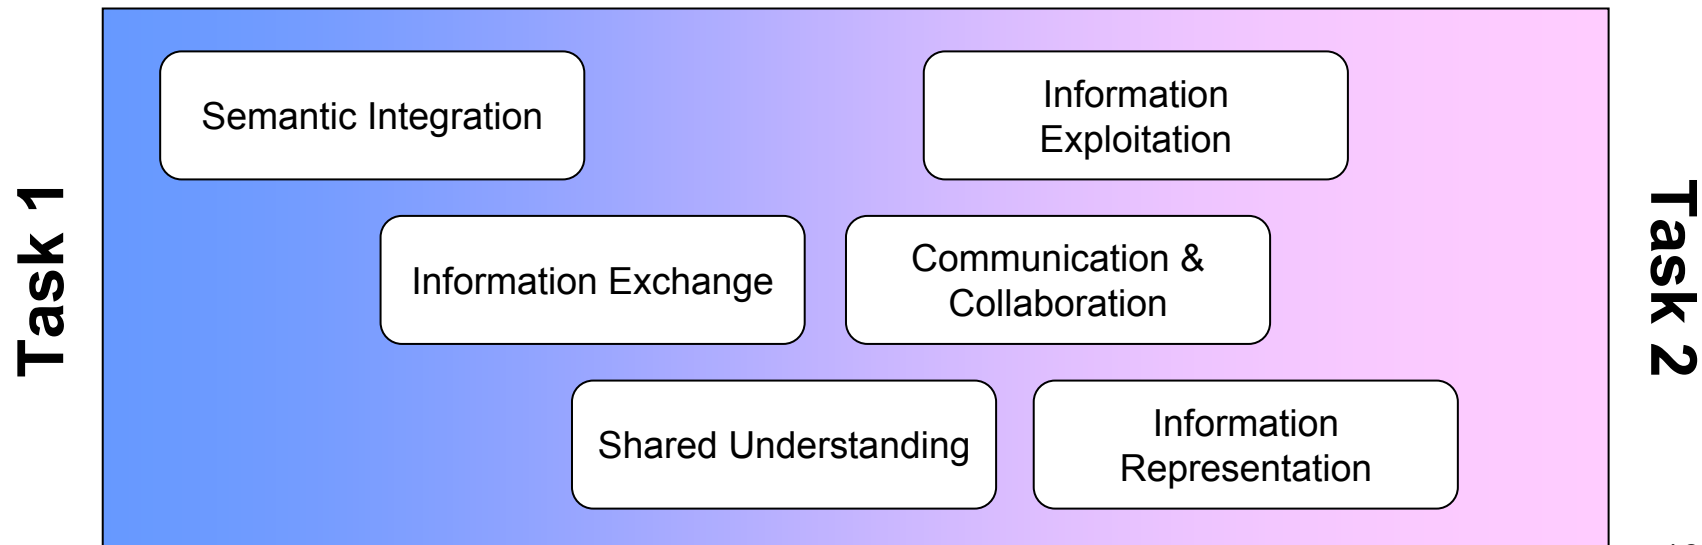 Task 1
Semantic Integration
Information
Exploitation
Information Exchange
Communication &
Collaboration
Shared Understanding
Information
Representation
Task 2